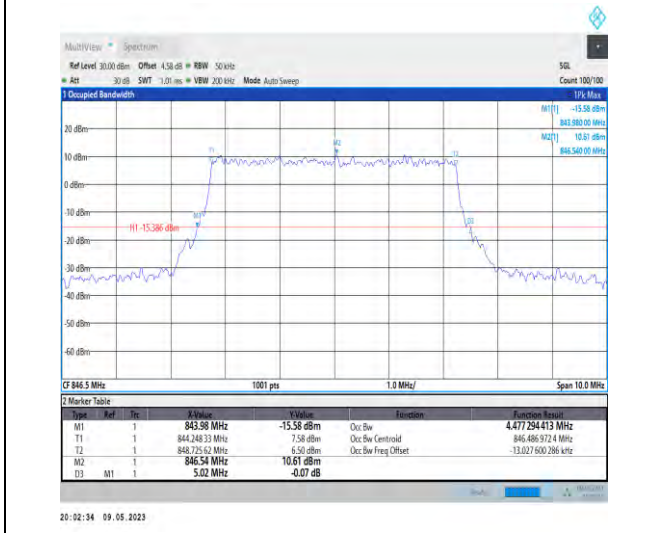 MultiView Spectrum
Ref Level 30.00 dBm Offset 4.58 dB RBW 50 kHz SGL
Att 30 dB SWT 1.01 ms VBW 200 kHz Mode Auto Sweep Count 100/100
1 Occupied Bandwidth 1Pk Max
M1[1] -15.58 dBm
843.980 00 MHz
M2[1] 10.61 dBm
846.540 00 MHz
20 dBm
M2
T1 T2
10 dBm
0 dBm
-10 dBm
M1 D3
H1 -15.386 dBm
-20 dBm
-30 dBm
-40 dBm
-50 dBm
-60 dBm
CF 846.5 MHz 1001 pts 1.0 MHz/ Span 10.0 MHz
2 Marker Table
Type Ref Trc X-Value Y-Value Function Function Result
M1 1 843.98 MHz -15.58 dBm Occ Bw 4.477 294 413 MHz
T1 1 844.248 33 MHz 7.58 dBm Occ Bw Centroid 846.486 972 4 MHz
T2 1 848.725 62 MHz 6.50 dBm Occ Bw Freq Offset -13.027 600 286 kHz
M2 1 846.54 MHz 10.61 dBm
D3 M1 1 5.02 MHz -0.07 dB
20:02:34 09.05.2023